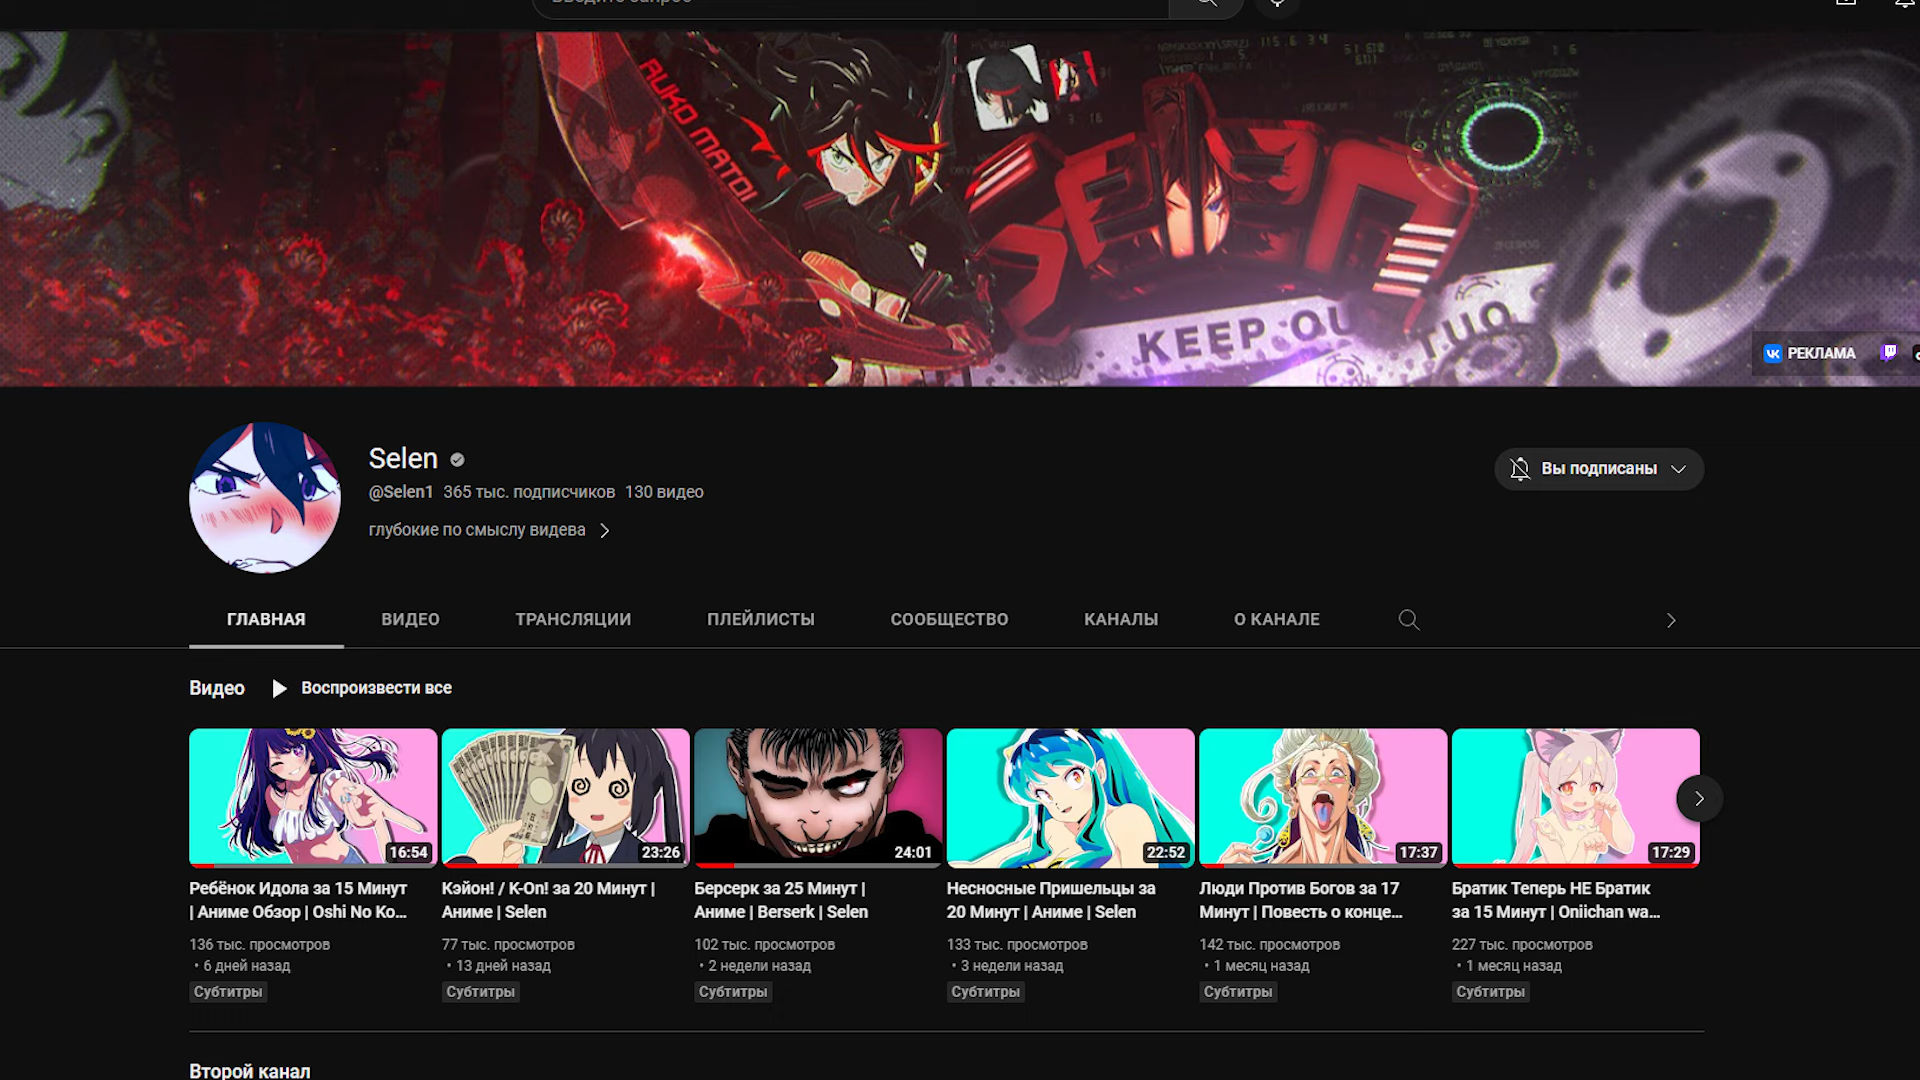 Введите запрос
RYUKO MATOI
SELEN
KEEP OUT
РЕКЛАМА
Selen
@Selen1 365 тыс. подписчиков 130 видео
глубокие по смыслу видева
Вы подписаны
ГЛАВНАЯ ВИДЕО ТРАНСЛЯЦИИ ПЛЕЙЛИСТЫ СООБЩЕСТВО КАНАЛЫ О КАНАЛЕ
Видео Воспроизвести все
16:54 23:26 24:01 22:52 17:37 17:29
Ребёнок Идола за 15 Минут
| Аниме Обзор | Oshi No Ko...
136 тыс. просмотров
• 6 дней назад
Субтитры
Кэйон! / K-On! за 20 Минут |
Аниме | Selen
77 тыс. просмотров
• 13 дней назад
Субтитры
Берсерк за 25 Минут |
Аниме | Berserk | Selen
102 тыс. просмотров
• 2 недели назад
Субтитры
Несносные Пришельцы за
20 Минут | Аниме | Selen
133 тыс. просмотров
• 3 недели назад
Субтитры
Люди Против Богов за 17
Минут | Повесть о конце...
142 тыс. просмотров
• 1 месяц назад
Субтитры
Братик Теперь НЕ Братик
за 15 Минут | Oniichan wa...
227 тыс. просмотров
• 1 месяц назад
Субтитры
Второй канал